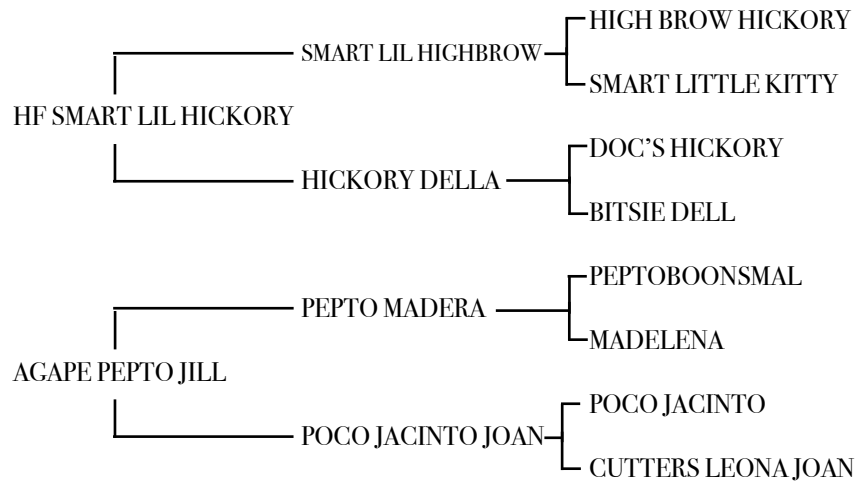 HIGH BROW HICKORY
SMART LIL HIGHBROW
SMART LITTLE KITTY
HF SMART LIL HICKORY
DOC'S HICKORY
HICKORY DELLA
BITSIE DELL
PEPTOBOONSMAL
PEPTO MADERA
MADELENA
AGAPE PEPTO JILL
POCO JACINTO
POCO JACINTO JOAN
CUTTERS LEONA JOAN